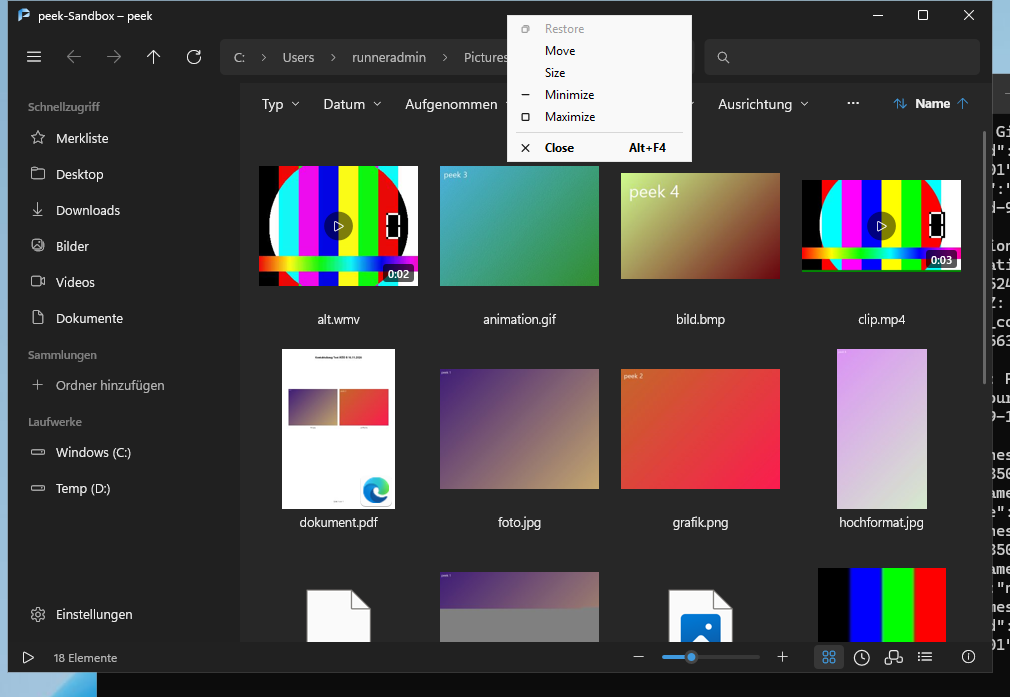 peek-Sandbox – peek
C: > Users > runneradmin > Pictures
Restore
Move
Size
Minimize
Maximize
Close Alt+F4
Typ Datum Aufgenommen Ausrichtung ... Name
Schnellzugriff
Merkliste
Desktop
Downloads
Bilder
Videos
Dokumente
Sammlungen
Ordner hinzufügen
Laufwerke
Windows (C:)
Temp (D:)
Einstellungen
peek 3
peek 4
0:02
0:03
alt.wmv
animation.gif
bild.bmp
clip.mp4
peek 2
dokument.pdf
foto.jpg
grafik.png
hochformat.jpg
18 Elemente